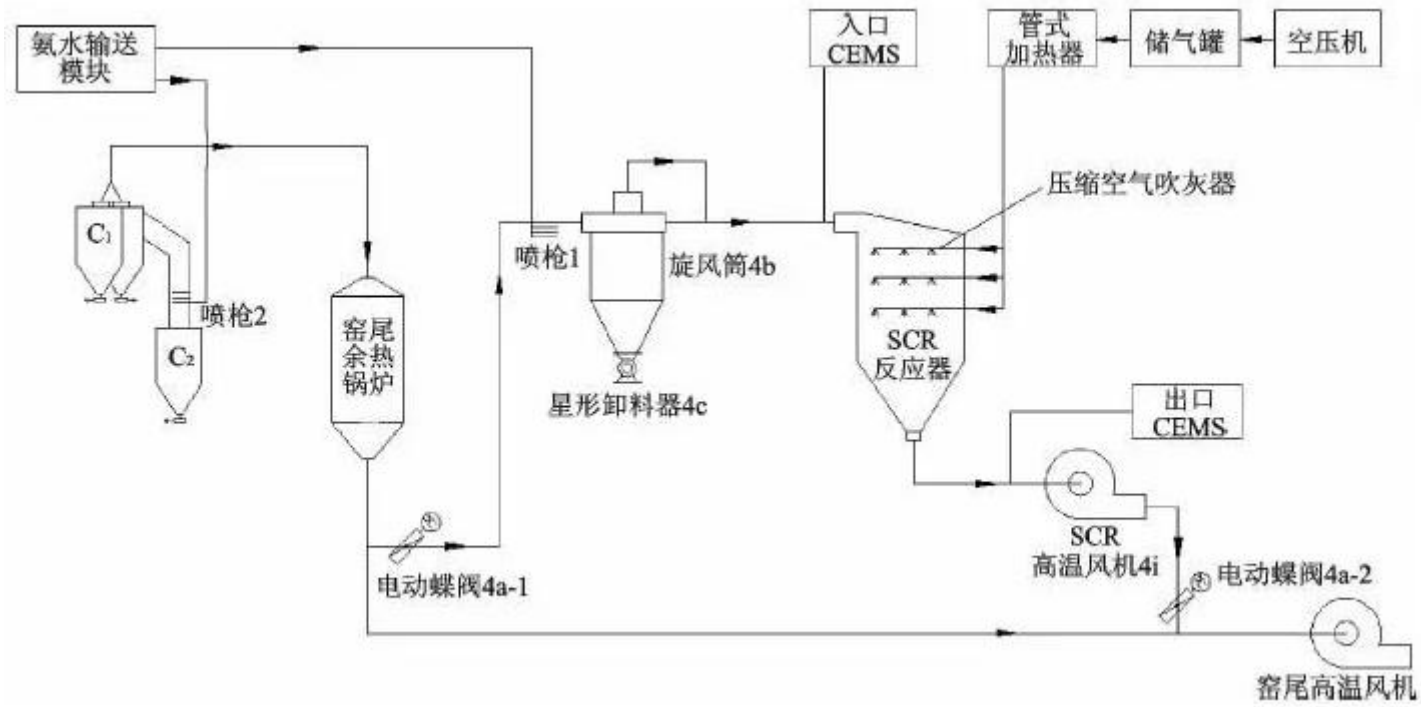 氨水输送
模块
入口
CEMS
管式
加热器
储气罐
空压机
压缩空气吹灰器
C₁
喷枪1
旋风筒4b
喷枪2
C₂
窑尾
余热
锅炉
SCR
反应器
星形卸料器4c
出口
CEMS
SCR
高温风机4i
电动蝶阀4a-1
电动蝶阀4a-2
窑尾高温风机